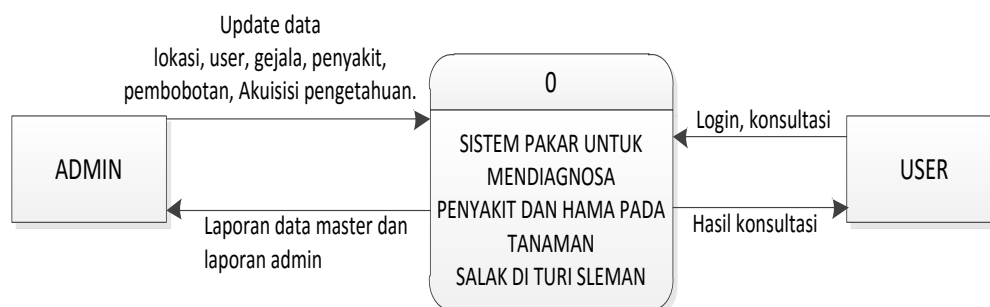 Update data
lokasi, user, gejala, penyakit,
pembobotan, Akuisisi pengetahuan.
ADMIN
Laporan data master dan
laporan admin
0
SISTEM PAKAR UNTUK
MENDIAGNOSA
PENYAKIT DAN HAMA PADA
TANAMAN
SALAK DI TURI SLEMAN
Login, konsultasi
USER
Hasil konsultasi